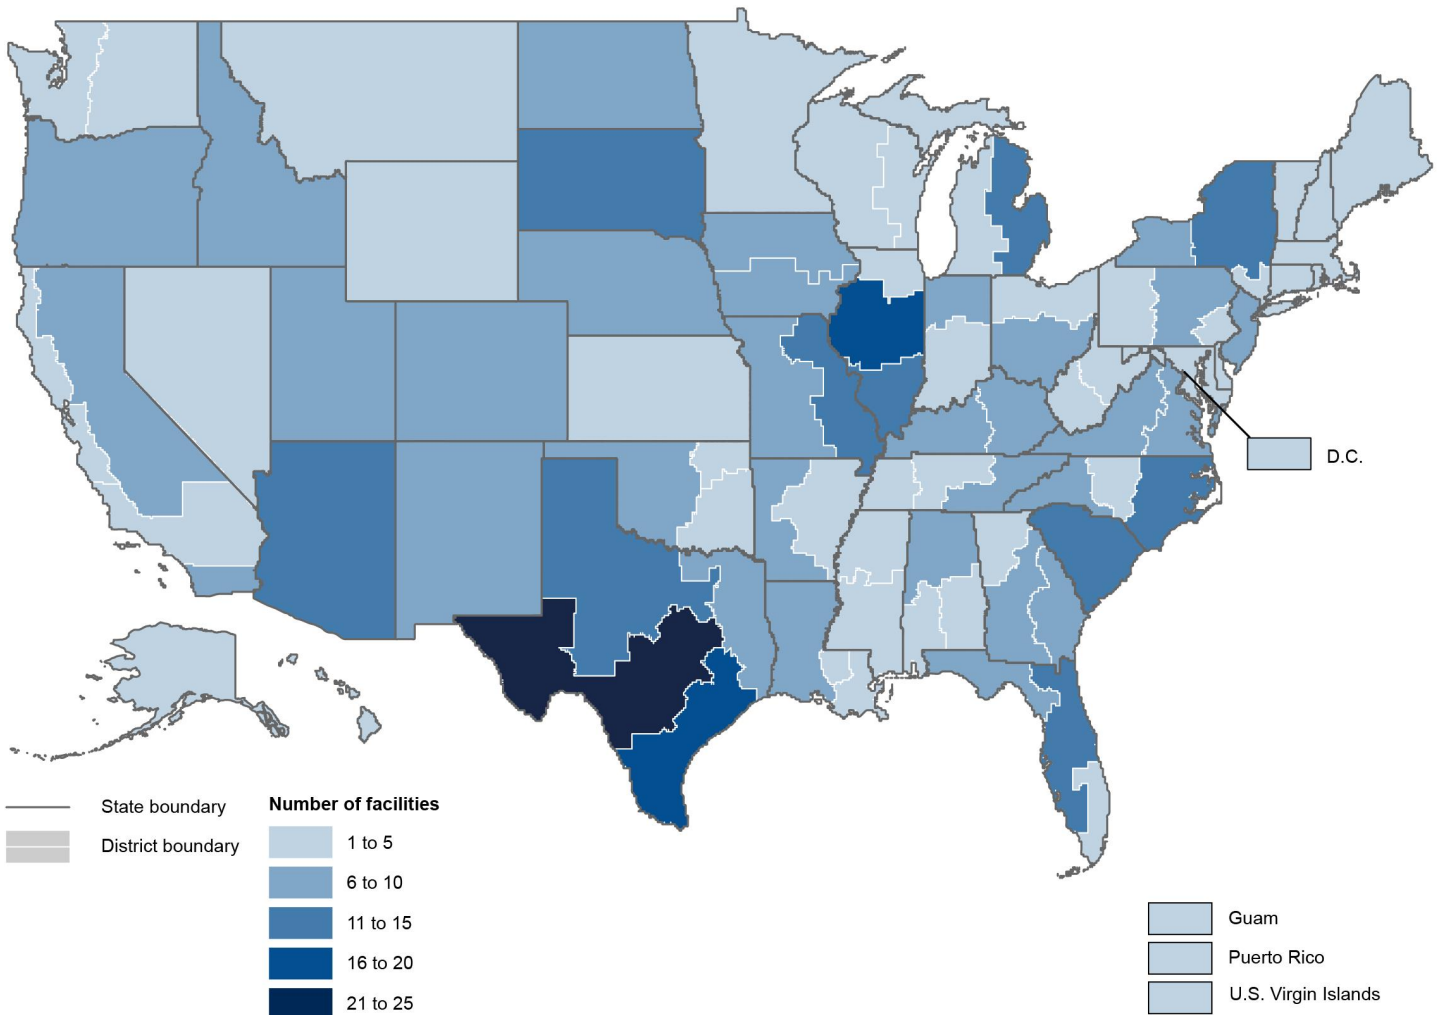 D.C.
State boundary
District boundary
Number of facilities
1 to 5
6 to 10
11 to 15
16 to 20
21 to 25
Guam
Puerto Rico
U.S. Virgin Islands